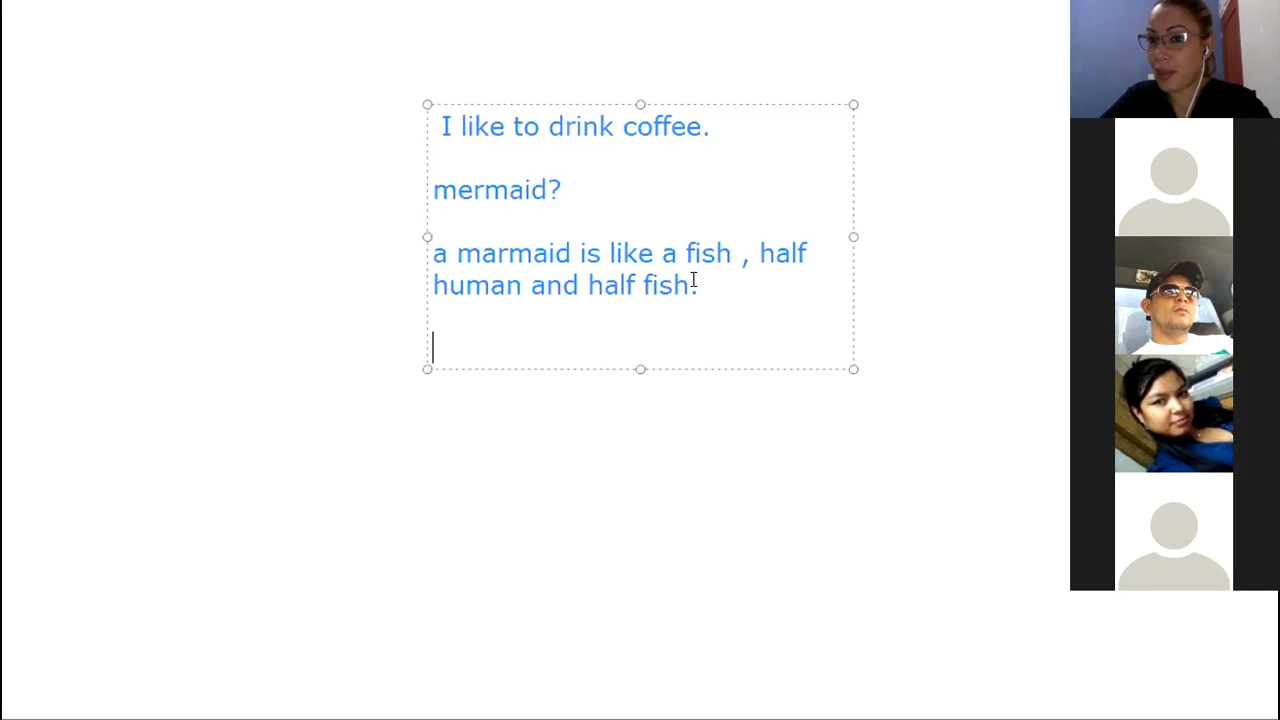 I like to drink coffee.
mermaid?
a marmaid is like a fish , half
human and half fish.